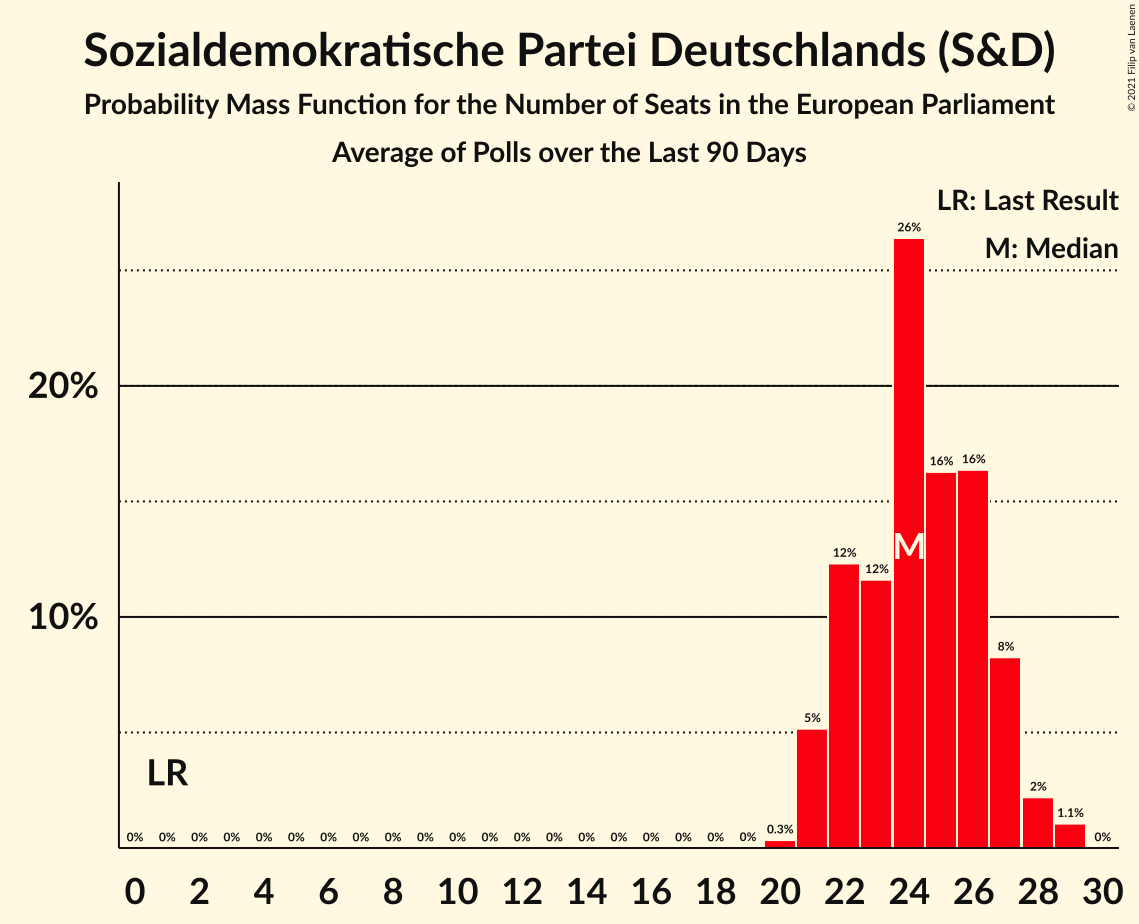 Sozialdemokratische Partei Deutschlands (S&D)
Probability Mass Function for the Number of Seats in the European Parliament
Average of Polls over the Last 90 Days
© 2021 Filip van Laenen
LR: Last Result
M: Median
26%
20%
16% 16%
M
12% 12%
10%
8%
5%
LR
2%
1.1%
0% 0% 0% 0% 0% 0% 0% 0% 0% 0% 0% 0% 0% 0% 0% 0% 0% 0% 0% 0% 0.3% 0%
0 2 4 6 8 10 12 14 16 18 20 22 24 26 28 30